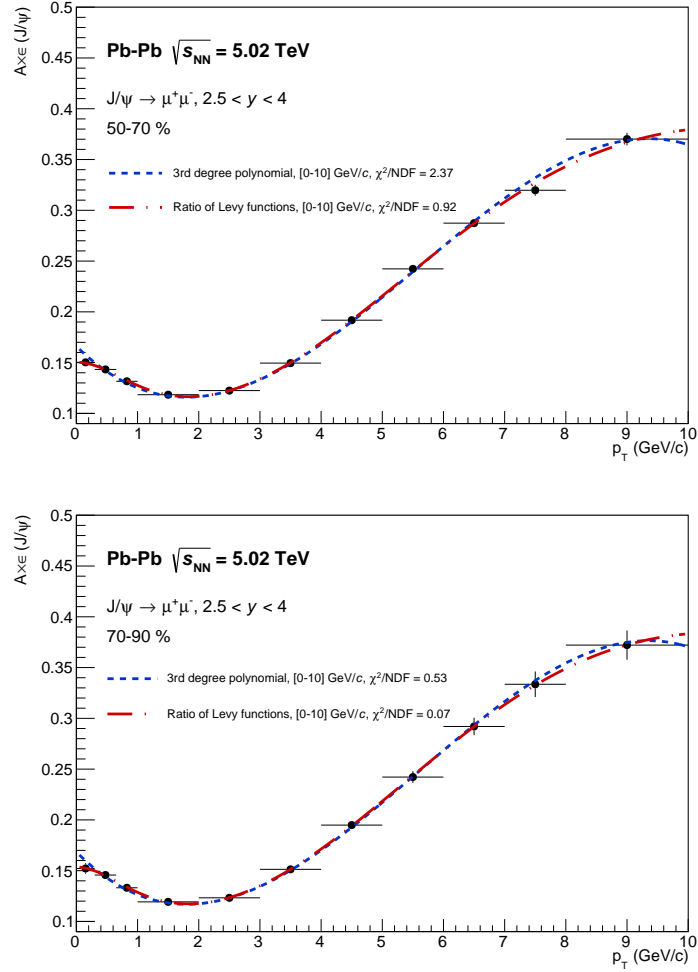 A×ϵ (J/ψ)
0.5
0.45
0.4
0.35
0.3
0.25
0.2
0.15
0.1
Pb-Pb √s_NN = 5.02 TeV
J/ψ → μ⁺μ⁻, 2.5 < y < 4
50-70 %
3rd degree polynomial, [0-10] GeV/c, χ²/NDF = 2.37
Ratio of Levy functions, [0-10] GeV/c, χ²/NDF = 0.92
0 1 2 3 4 5 6 7 8 9 10
p_T (GeV/c)
A×ϵ (J/ψ)
0.5
0.45
0.4
0.35
0.3
0.25
0.2
0.15
0.1
Pb-Pb √s_NN = 5.02 TeV
J/ψ → μ⁺μ⁻, 2.5 < y < 4
70-90 %
3rd degree polynomial, [0-10] GeV/c, χ²/NDF = 0.53
Ratio of Levy functions, [0-10] GeV/c, χ²/NDF = 0.07
0 1 2 3 4 5 6 7 8 9 10
p_T (GeV/c)